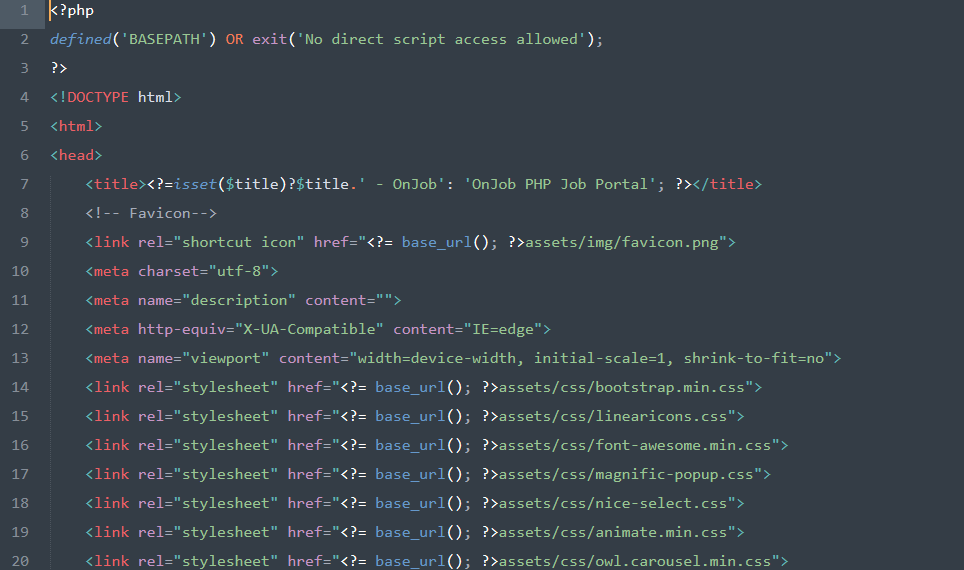 1 <?php
2 defined('BASEPATH') OR exit('No direct script access allowed');
3 ?>
4 <!DOCTYPE html>
5 <html>
6 <head>
7 <title><?=isset($title)?$title.' - OnJob': 'OnJob PHP Job Portal'; ?></title>
8 <!-- Favicon-->
9 <link rel="shortcut icon" href="<?= base_url(); ?>assets/img/favicon.png">
10 <meta charset="utf-8">
11 <meta name="description" content="">
12 <meta http-equiv="X-UA-Compatible" content="IE=edge">
13 <meta name="viewport" content="width=device-width, initial-scale=1, shrink-to-fit=no">
14 <link rel="stylesheet" href="<?= base_url(); ?>assets/css/bootstrap.min.css">
15 <link rel="stylesheet" href="<?= base_url(); ?>assets/css/linearicons.css">
16 <link rel="stylesheet" href="<?= base_url(); ?>assets/css/font-awesome.min.css">
17 <link rel="stylesheet" href="<?= base_url(); ?>assets/css/magnific-popup.css">
18 <link rel="stylesheet" href="<?= base_url(); ?>assets/css/nice-select.css">
19 <link rel="stylesheet" href="<?= base_url(); ?>assets/css/animate.min.css">
20 <link rel="stylesheet" href="<?= base_url(); ?>assets/css/owl.carousel.min.css">